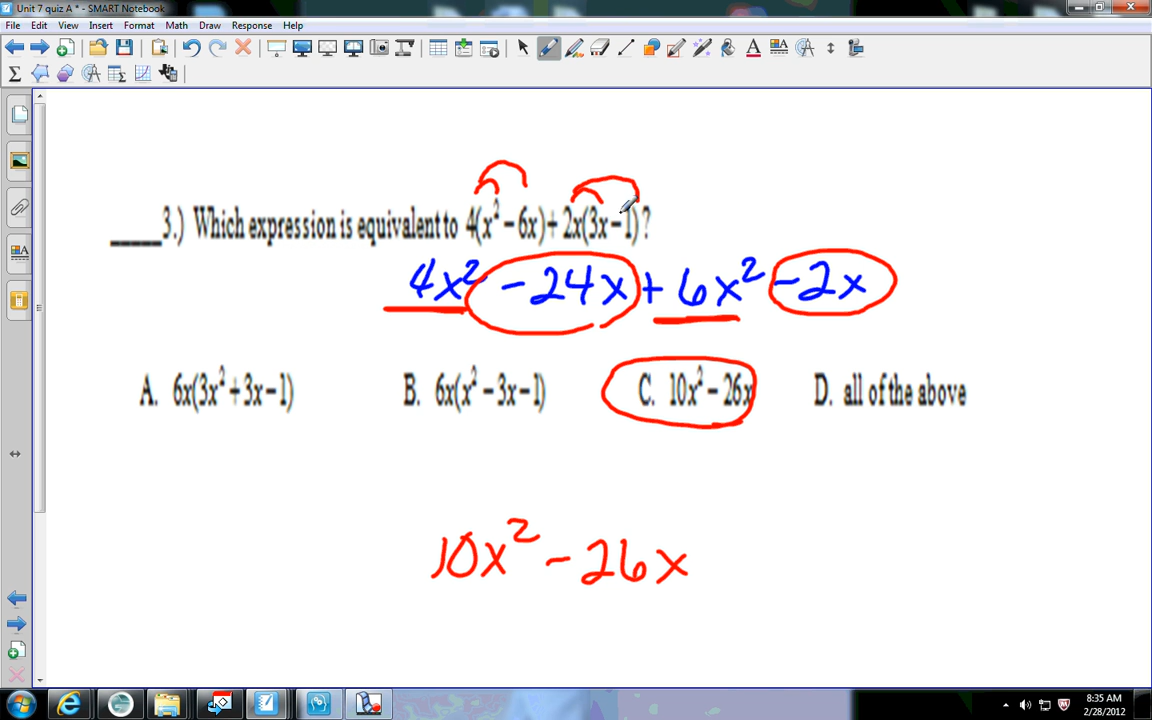 Unit 7 quiz A * - SMART Notebook
File Edit View Insert Format Math Draw Response Help
_____3.) Which expression is equivalent to 4(x² – 6x) + 2x(3x – 1)?
4x² - 24x + 6x² - 2x
A. 6x(3x² + 3x – 1) B. 6x(x² – 3x – 1) C. 10x² – 26x D. all of the above
10x² - 26x
8:35 AM
2/28/2012